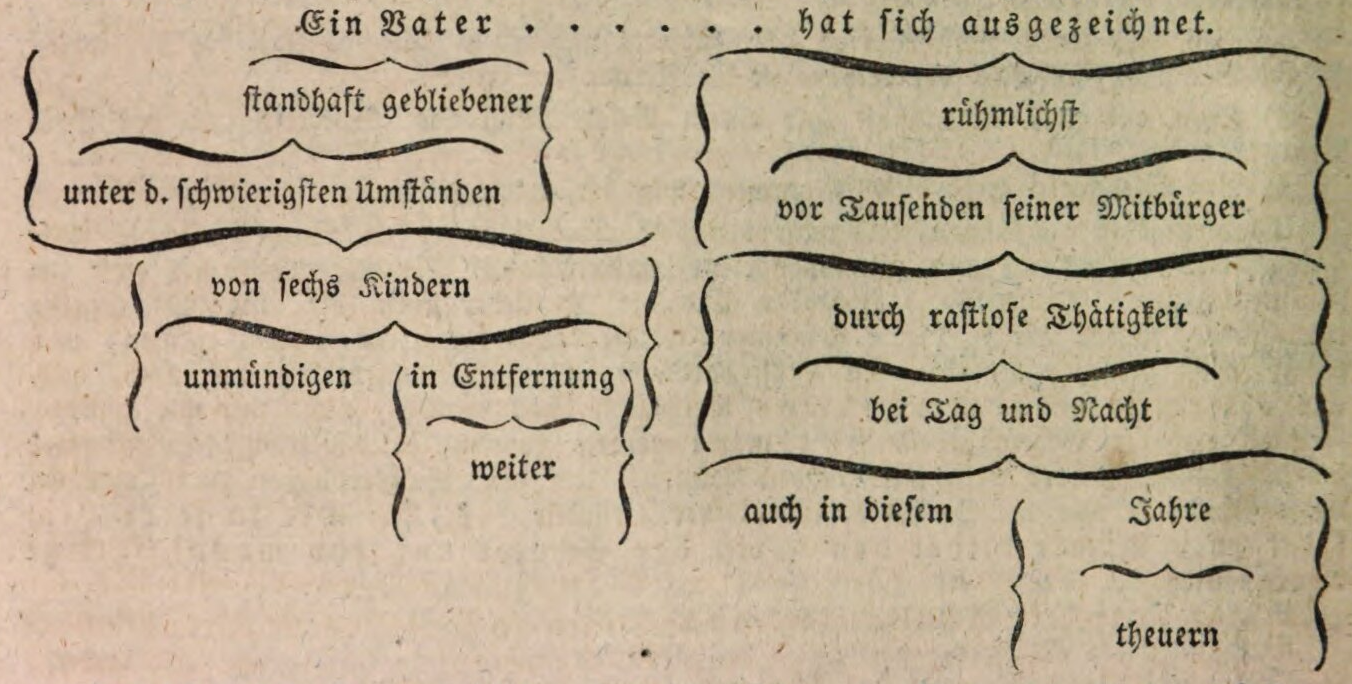 Ein Vater . . . . . . hat sich ausgezeichnet.
standhaft gebliebener
unter d. schwierigsten Umständen
von sechs Kindern
unmündigen in Entfernung
weiter
rühmlichst
vor Tausenden seiner Mitbürger
durch rastlose Thätigkeit
bei Tag und Nacht
auch in diesem Jahre
theuern